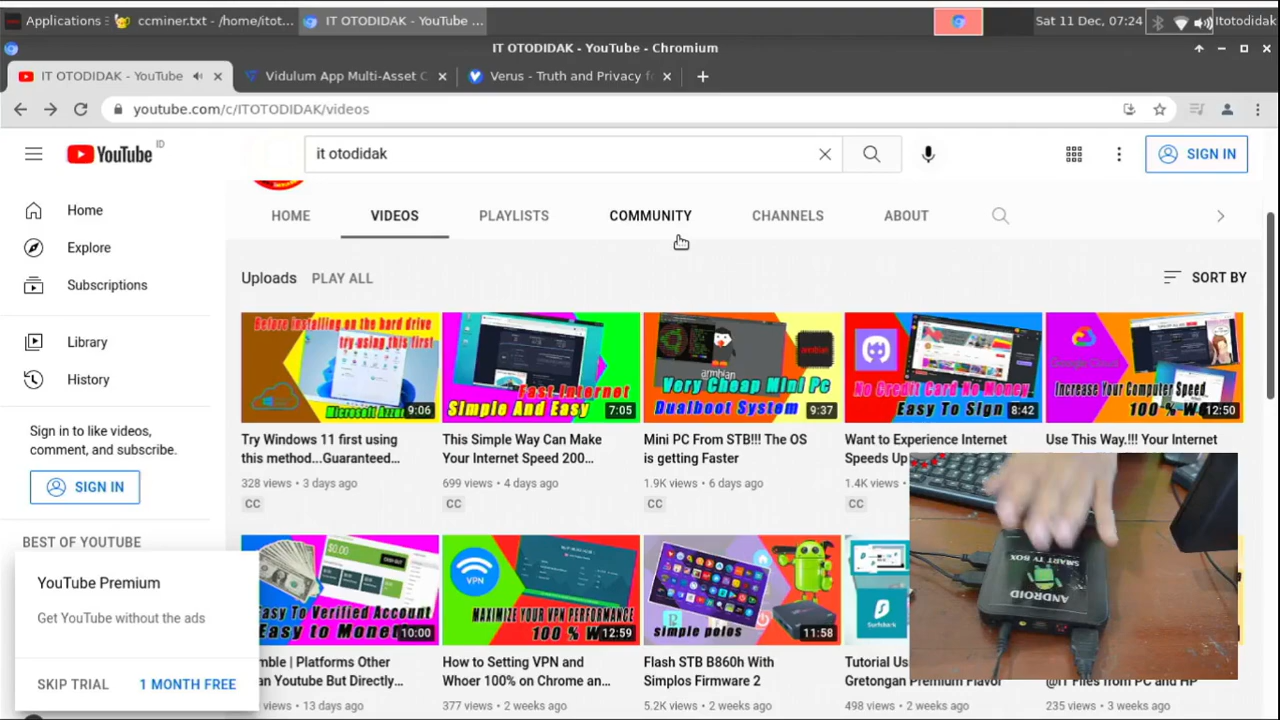 Applications
ccminer.txt - /home/itot...
IT OTODIDAK - YouTube ...
Sat 11 Dec, 07:24
Itotodidak
IT OTODIDAK - YouTube - Chromium
IT OTODIDAK - YouTube
Vidulum App Multi-Asset C
Verus - Truth and Privacy f
youtube.com/c/ITOTODIDAK/videos
YouTube ID
it otodidak
SIGN IN
Home
Explore
Subscriptions
Library
History
Sign in to like videos,
comment, and subscribe.
SIGN IN
BEST OF YOUTUBE
YouTube Premium
Get YouTube without the ads
SKIP TRIAL 1 MONTH FREE
HOME VIDEOS PLAYLISTS COMMUNITY CHANNELS ABOUT
Uploads PLAY ALL
SORT BY
Before installing on the hard drive
try using this first
Microsoft Azzer
9:06
Try Windows 11 first using
this method...Guaranteed...
328 views • 3 days ago
CC
Fast Internet
Simple And Easy
7:05
This Simple Way Can Make
Your Internet Speed 200...
699 views • 4 days ago
CC
armbian
Very Cheap Mini Pc
Dualboot System
9:37
Mini PC From STB!!! The OS
is getting Faster
1.9K views • 6 days ago
CC
No Credit Card No Money
Easy To Sign
8:42
Want to Experience Internet
Speeds Up
1.4K views
CC
Increase Your Computer Speed
100 %
12:50
Use This Way.!!! Your Internet
$0.00
Easy To Verified Account
Easy to Monet
10:00
mble | Platforms Other
an Youtube But Directly...
views • 13 days ago
VPN
MAXIMIZE YOUR VPN PERFORMANCE
100 %
12:59
How to Setting VPN and
Whoer 100% on Chrome an...
377 views • 2 weeks ago
simple polos
11:58
Flash STB B860h With
Simplos Firmware 2
5.2K views • 2 weeks ago
Surfshark
Tutorial Us
Gretongan Premium Flavor
498 views • 2 weeks ago
@IT Files from PC and HP
235 views • 3 weeks ago
SMART TV BOX
ANDROID